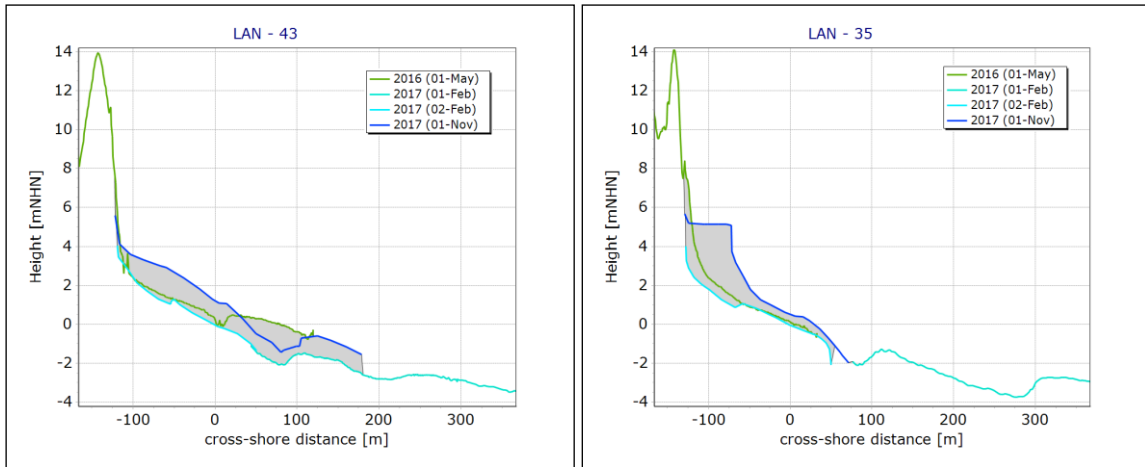 LAN - 43
14
12
10
8
6
4
2
0
-2
-4
Height [mNHN]
2016 (01-May)
2017 (01-Feb)
2017 (02-Feb)
2017 (01-Nov)
-100 0 100 200 300
cross-shore distance [m]
LAN - 35
14
12
10
8
6
4
2
0
-2
-4
Height [mNHN]
2016 (01-May)
2017 (01-Feb)
2017 (02-Feb)
2017 (01-Nov)
-100 0 100 200 300
cross-shore distance [m]